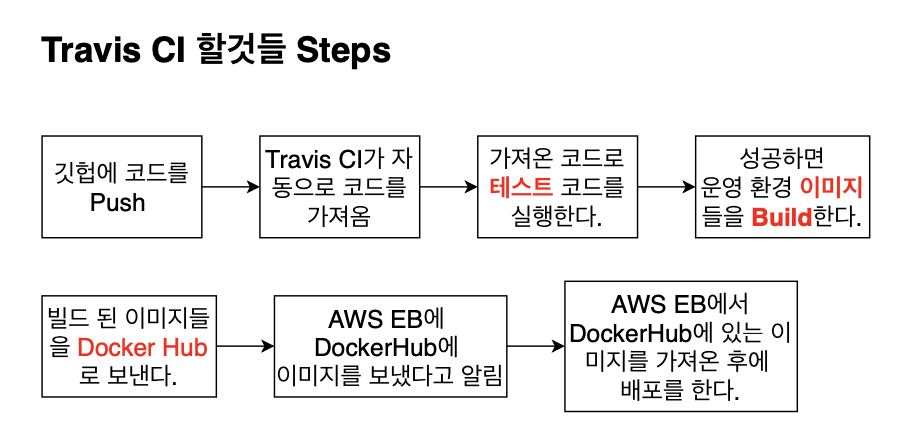 Travis CI 할것들 Steps
깃헙에 코드를
Push
Travis CI가 자
동으로 코드를
가져옴
가져온 코드로
테스트 코드를
실행한다.
성공하면
운영 환경 이미지
들을 Build한다.
빌드 된 이미지들
을 Docker Hub
로 보낸다.
AWS EB에
DockerHub에
이미지를 보냈다고 알림
AWS EB에서
DockerHub에 있는 이
미지를 가져온 후에
배포를 한다.